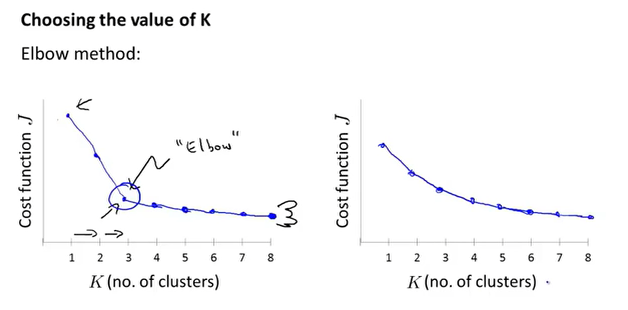 Choosing the value of K
Elbow method:
Cost function J
"Elbow"
1 2 3 4 5 6 7 8
K (no. of clusters)
Cost function J
1 2 3 4 5 6 7 8
K (no. of clusters)